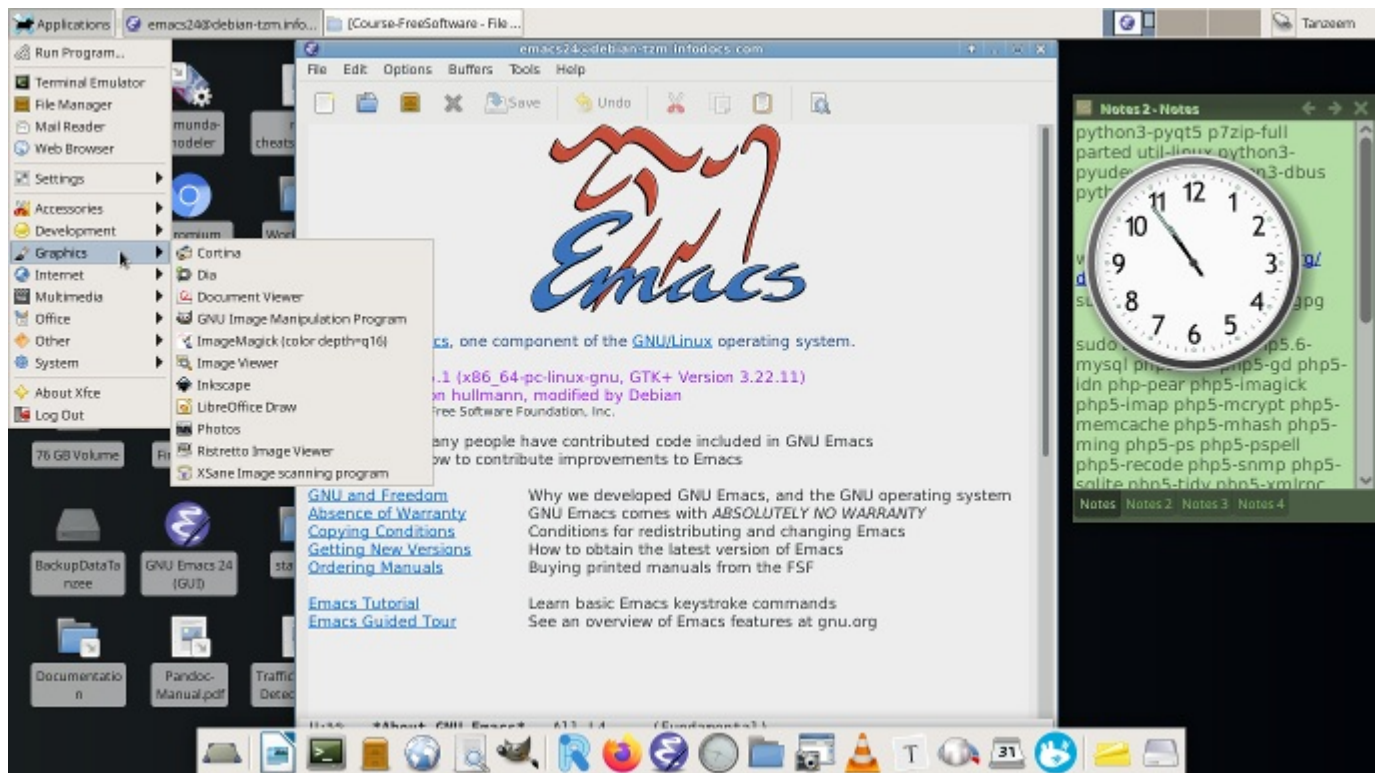 Applications
emacs24@debian-tzm.info...
[Course-FreeSoftware - File ...
Tanzeem
Run Program...
Terminal Emulator
File Manager
Mail Reader
Web Browser
Settings
Accessories
Development
Graphics
Internet
Multimedia
Office
Other
System
About Xfce
Log Out
Cortina
Dia
Document Viewer
GNU Image Manipulation Program
ImageMagick (color depth=q16)
Image Viewer
Inkscape
LibreOffice Draw
Photos
Ristretto Image Viewer
XSane Image scanning program
munda-
modeler
cheats
76 GB Volume
BackupDataTa
nzee
GNU Emacs 24
(GUI)
sta
Documentatio
n
Pandoc-
Manual.pdf
Traffic
Detec
emacs24@debian-tzm.infodocs.com
File Edit Options Buffers Tools Help
Save Undo
Emacs
cs, one component of the GNU/Linux operating system.
.1 (x86_64-pc-linux-gnu, GTK+ Version 3.22.11)
on hullmann, modified by Debian
Free Software Foundation, Inc.
any people have contributed code included in GNU Emacs
ow to contribute improvements to Emacs
GNU and Freedom Why we developed GNU Emacs, and the GNU operating system
Absence of Warranty GNU Emacs comes with ABSOLUTELY NO WARRANTY
Copying Conditions Conditions for redistributing and changing Emacs
Getting New Versions How to obtain the latest version of Emacs
Ordering Manuals Buying printed manuals from the FSF
Emacs Tutorial Learn basic Emacs keystroke commands
Emacs Guided Tour See an overview of Emacs features at gnu.org
*About GNU Emacs* All L4 (Fundamental)
Notes 2 - Notes
python3-pyqt5 p7zip-full
parted util-linux python3-
pyude n3-dbus
pyth
g/
gpg
sudo p5.6-
mysql php5-gd php5-
idn php-pear php5-imagick
php5-imap php5-mcrypt php5-
memcache php5-mhash php5-
ming php5-ps php5-pspell
php5-recode php5-snmp php5-
sqlite php5-tidy php5-xmlrpc
Notes Notes 2 Notes 3 Notes 4
12
1
2
3
4
5
6
7
8
9
10
11
T
31